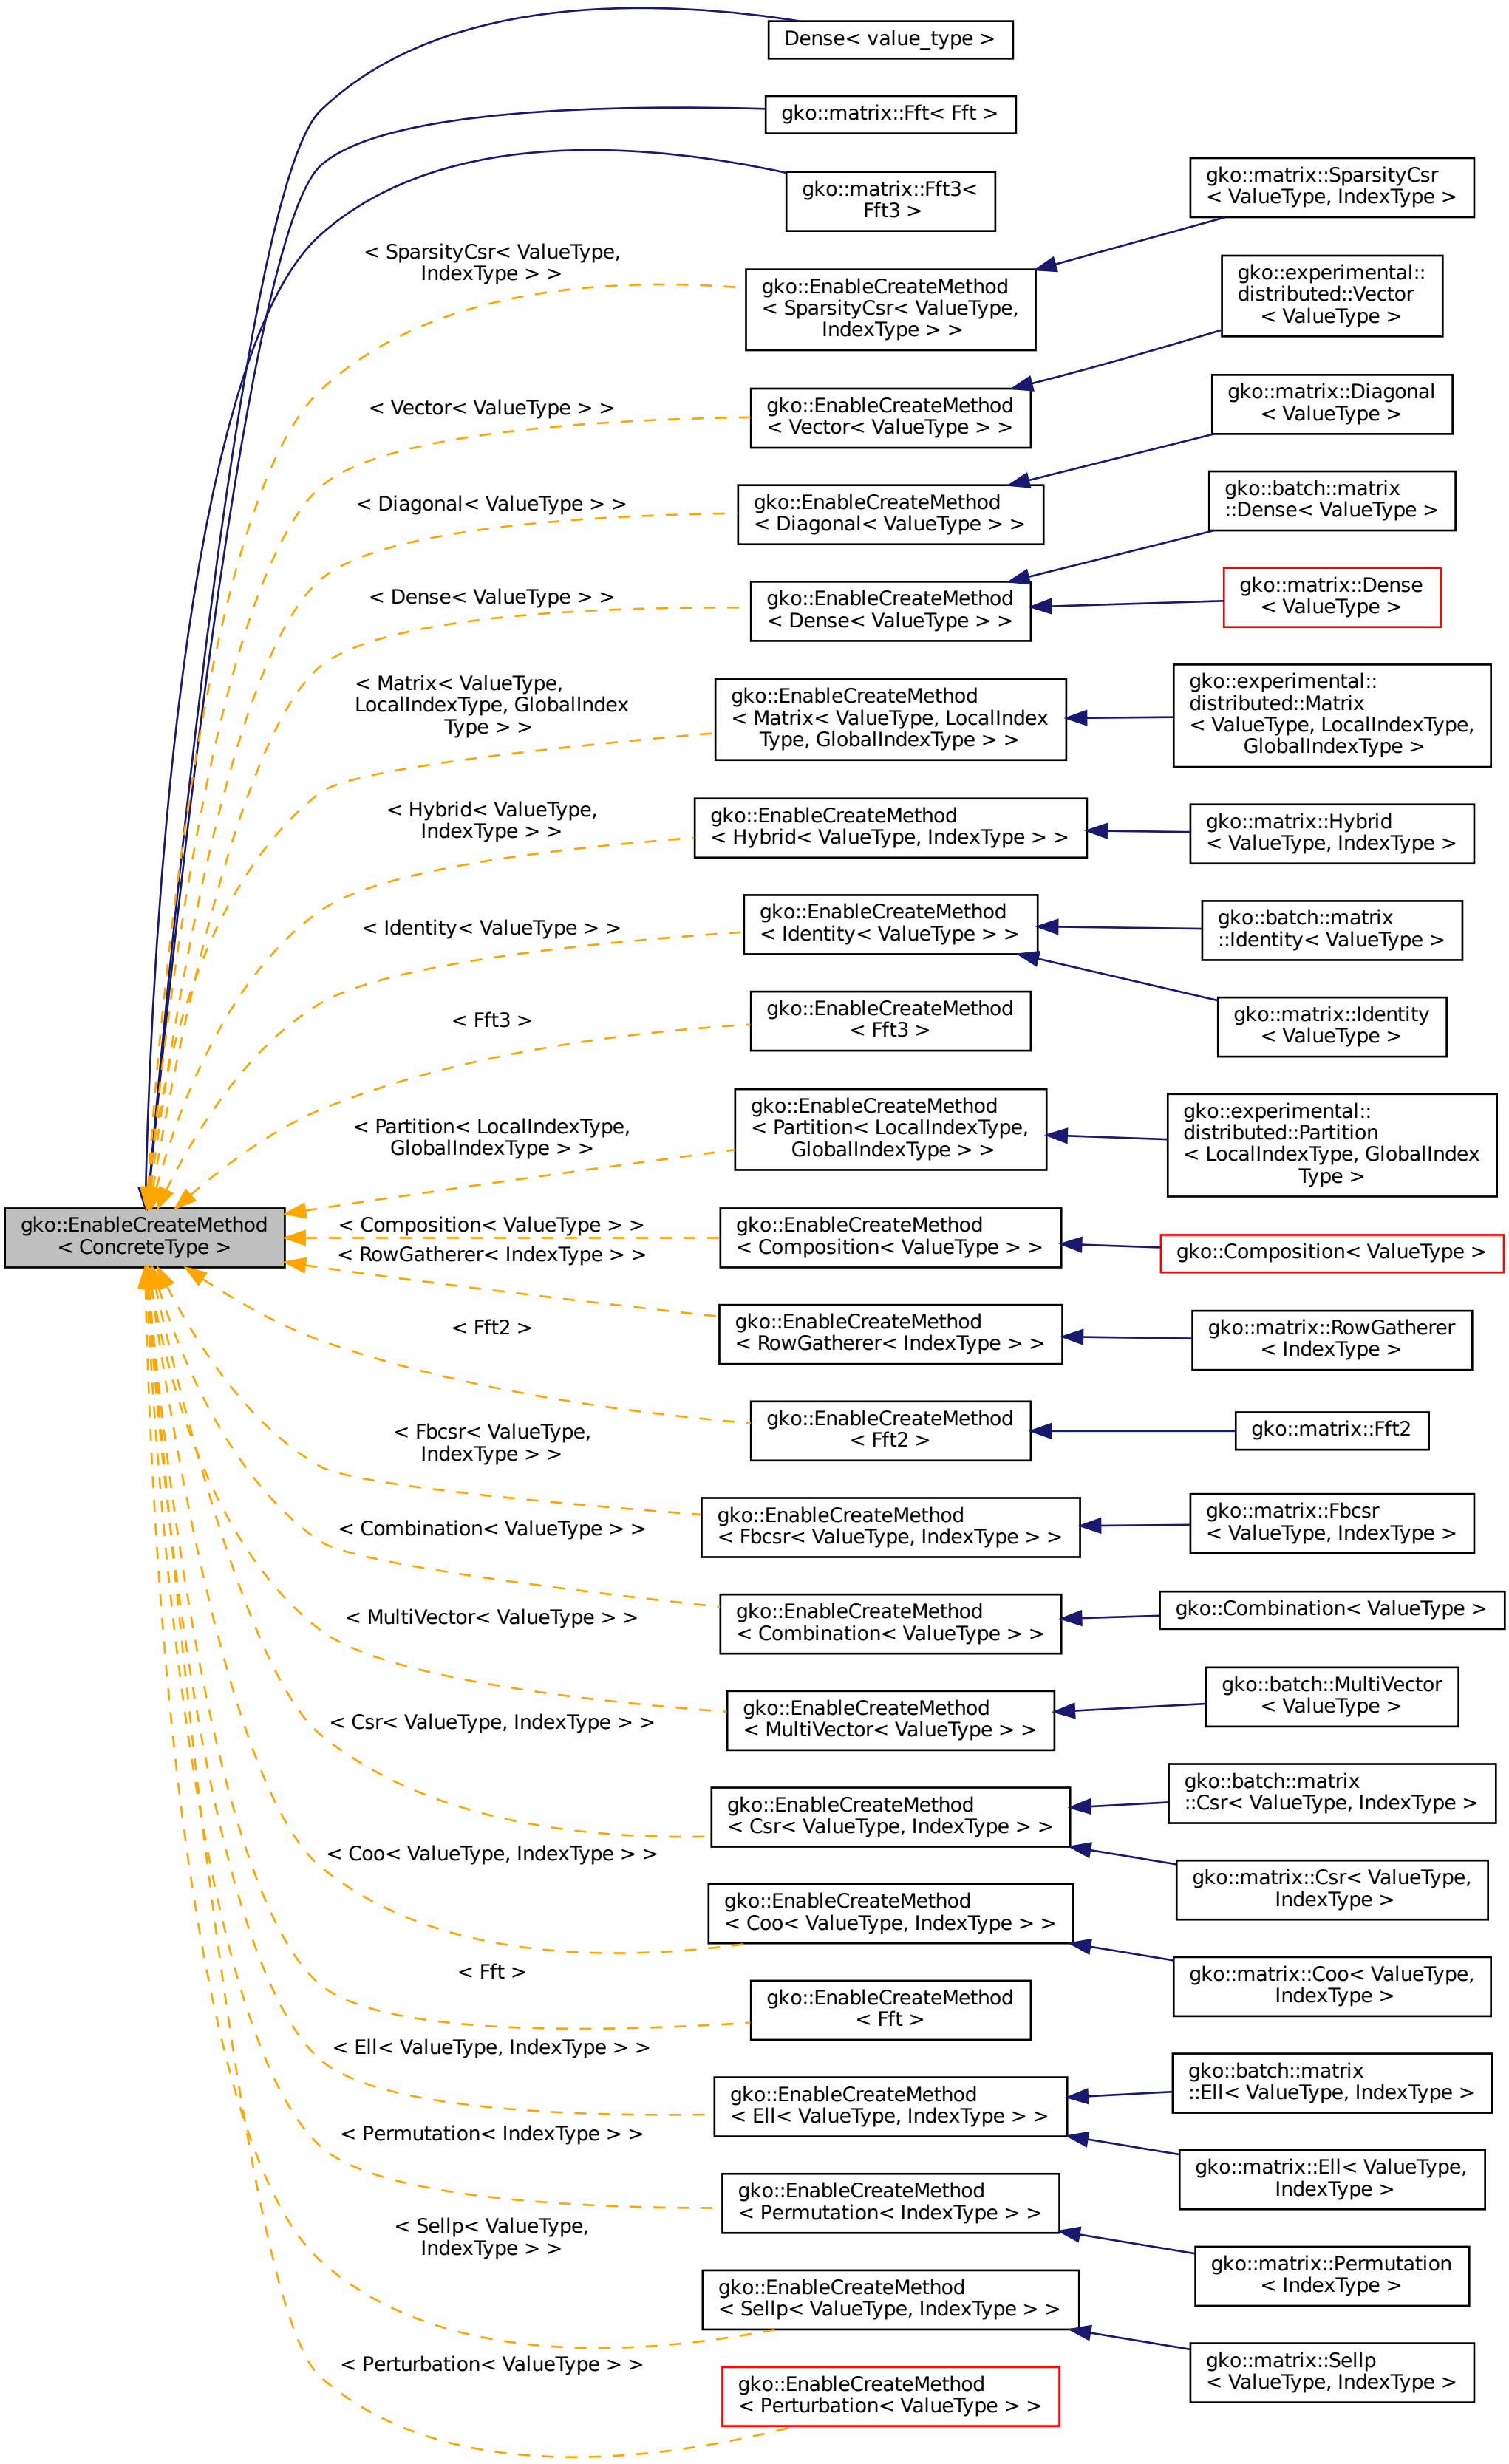 Dense< value_type >
gko::matrix::Fft< Fft >
gko::matrix::Fft3<
Fft3 >
gko::matrix::SparsityCsr
< ValueType, IndexType >
< SparsityCsr< ValueType,
IndexType > >
gko::EnableCreateMethod
< SparsityCsr< ValueType,
IndexType > >
gko::experimental::
distributed::Vector
< ValueType >
< Vector< ValueType > >
gko::EnableCreateMethod
< Vector< ValueType > >
gko::matrix::Diagonal
< ValueType >
< Diagonal< ValueType > >
gko::EnableCreateMethod
< Diagonal< ValueType > >
gko::batch::matrix
::Dense< ValueType >
< Dense< ValueType > >
gko::EnableCreateMethod
< Dense< ValueType > >
gko::matrix::Dense
< ValueType >
< Matrix< ValueType,
LocalIndexType, GlobalIndex
Type > >
gko::EnableCreateMethod
< Matrix< ValueType, LocalIndex
Type, GlobalIndexType > >
gko::experimental::
distributed::Matrix
< ValueType, LocalIndexType,
GlobalIndexType >
< Hybrid< ValueType,
IndexType > >
gko::EnableCreateMethod
< Hybrid< ValueType, IndexType > >
gko::matrix::Hybrid
< ValueType, IndexType >
< Identity< ValueType > >
gko::EnableCreateMethod
< Identity< ValueType > >
gko::batch::matrix
::Identity< ValueType >
gko::matrix::Identity
< ValueType >
< Fft3 >
gko::EnableCreateMethod
< Fft3 >
< Partition< LocalIndexType,
GlobalIndexType > >
gko::EnableCreateMethod
< Partition< LocalIndexType,
GlobalIndexType > >
gko::experimental::
distributed::Partition
< LocalIndexType, GlobalIndex
Type >
gko::EnableCreateMethod
< ConcreteType >
< Composition< ValueType > >
gko::EnableCreateMethod
< Composition< ValueType > >
gko::Composition< ValueType >
< RowGatherer< IndexType > >
gko::EnableCreateMethod
< RowGatherer< IndexType > >
gko::matrix::RowGatherer
< IndexType >
< Fft2 >
gko::EnableCreateMethod
< Fft2 >
gko::matrix::Fft2
< Fbcsr< ValueType,
IndexType > >
gko::EnableCreateMethod
< Fbcsr< ValueType, IndexType > >
gko::matrix::Fbcsr
< ValueType, IndexType >
< Combination< ValueType > >
gko::EnableCreateMethod
< Combination< ValueType > >
gko::Combination< ValueType >
< MultiVector< ValueType > >
gko::EnableCreateMethod
< MultiVector< ValueType > >
gko::batch::MultiVector
< ValueType >
< Csr< ValueType, IndexType > >
gko::EnableCreateMethod
< Csr< ValueType, IndexType > >
gko::batch::matrix
::Csr< ValueType, IndexType >
gko::matrix::Csr< ValueType,
IndexType >
< Coo< ValueType, IndexType > >
gko::EnableCreateMethod
< Coo< ValueType, IndexType > >
gko::matrix::Coo< ValueType,
IndexType >
< Fft >
gko::EnableCreateMethod
< Fft >
< Ell< ValueType, IndexType > >
gko::EnableCreateMethod
< Ell< ValueType, IndexType > >
gko::batch::matrix
::Ell< ValueType, IndexType >
gko::matrix::Ell< ValueType,
IndexType >
< Permutation< IndexType > >
gko::EnableCreateMethod
< Permutation< IndexType > >
gko::matrix::Permutation
< IndexType >
< Sellp< ValueType,
IndexType > >
gko::EnableCreateMethod
< Sellp< ValueType, IndexType > >
gko::matrix::Sellp
< ValueType, IndexType >
< Perturbation< ValueType > >
gko::EnableCreateMethod
< Perturbation< ValueType > >